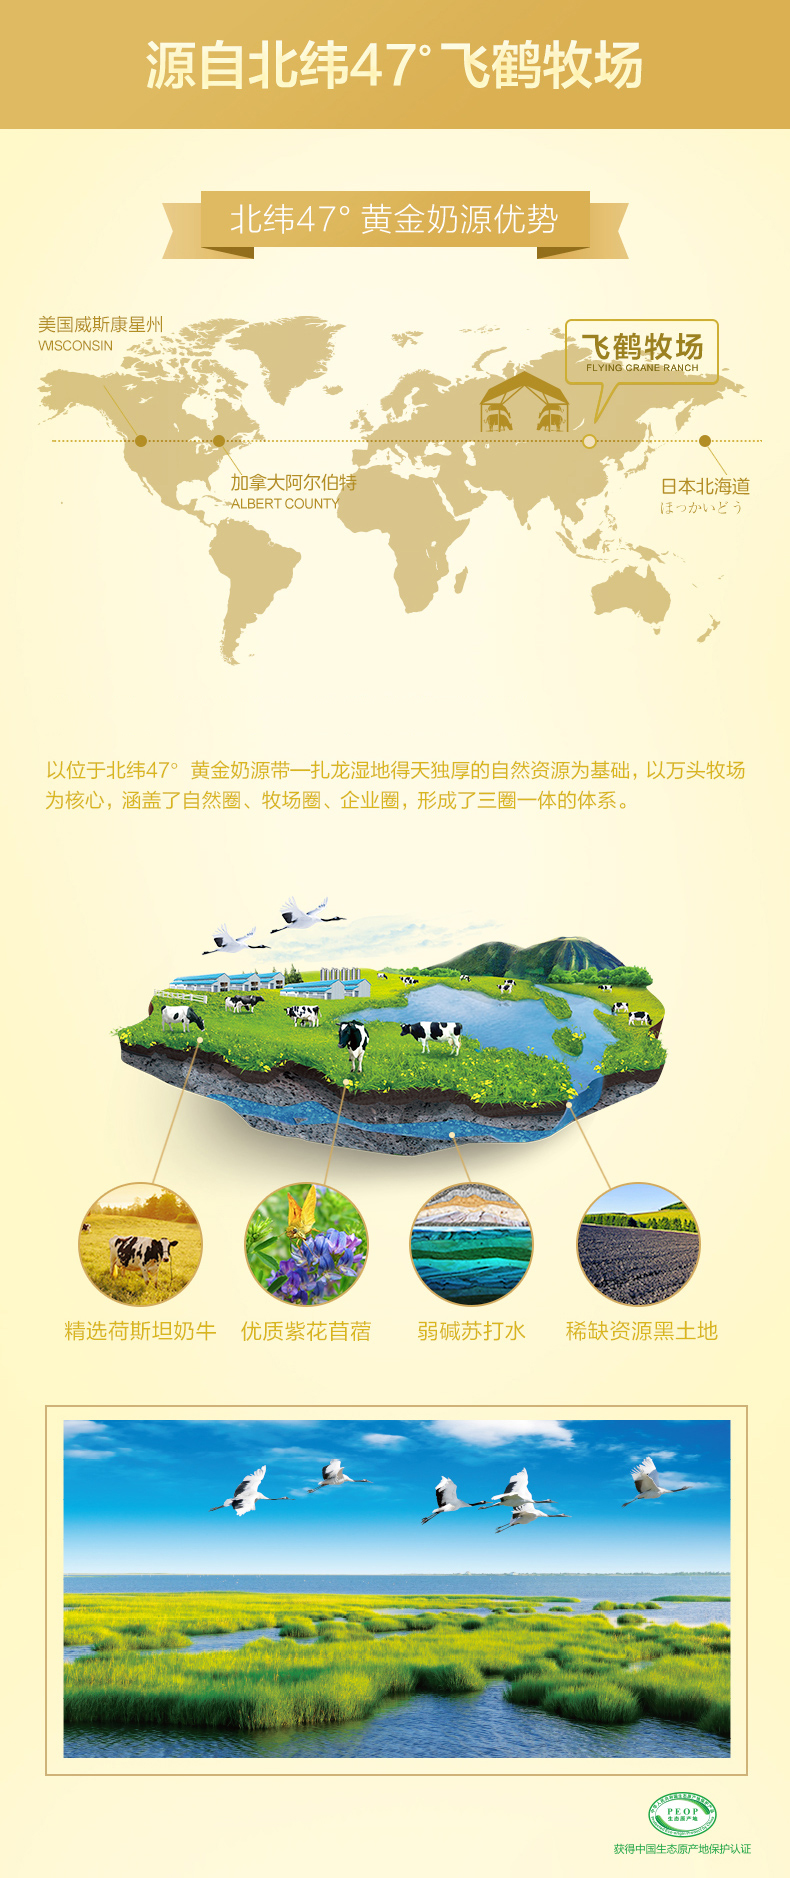 源自北纬47°飞鹤牧场
北纬47° 黄金奶源优势
美国威斯康星州
WISCONSIN
飞鹤牧场
FLYING CRANE RANCH
加拿大阿尔伯特
ALBERT COUNTY
日本北海道
ほっかいどう
以位于北纬47° 黄金奶源带—扎龙湿地得天独厚的自然资源为基础，以万头牧场
为核心，涵盖了自然圈、牧场圈、企业圈，形成了三圈一体的体系。
精选荷斯坦奶牛 优质紫花苜蓿 弱碱苏打水 稀缺资源黑土地
PEOP
生态原产地
获得中国生态原产地保护认证